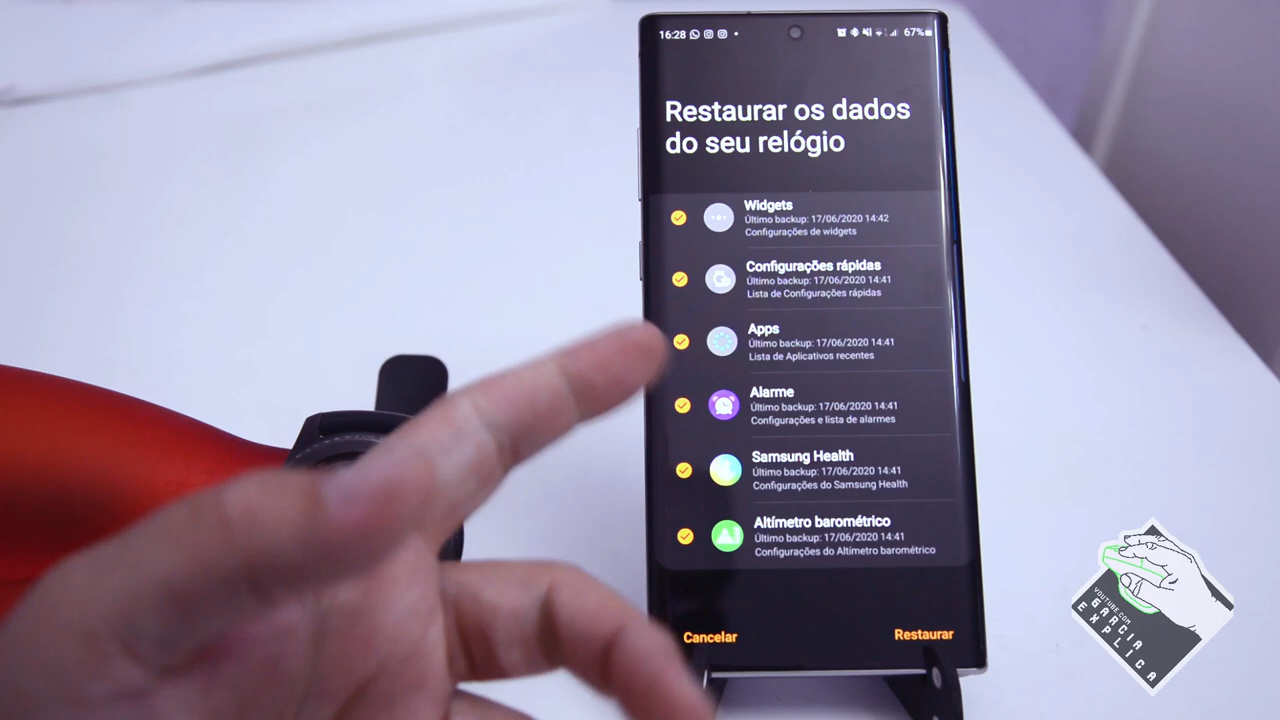 16:28
67%
Restaurar os dados
do seu relógio
Widgets
Último backup: 17/06/2020 14:42
Configurações de widgets
Configurações rápidas
Último backup: 17/06/2020 14:41
Lista de Configurações rápidas
Apps
Último backup: 17/06/2020 14:41
Lista de Aplicativos recentes
Alarme
Último backup: 17/06/2020 14:41
Configurações e lista de alarmes
Samsung Health
Último backup: 17/06/2020 14:41
Configurações do Samsung Health
Altímetro barométrico
Último backup: 17/06/2020 14:41
Configurações do Altímetro barométrico
Cancelar
Restaurar
YOUTUBE.COM
GARCIA
EXPLICA